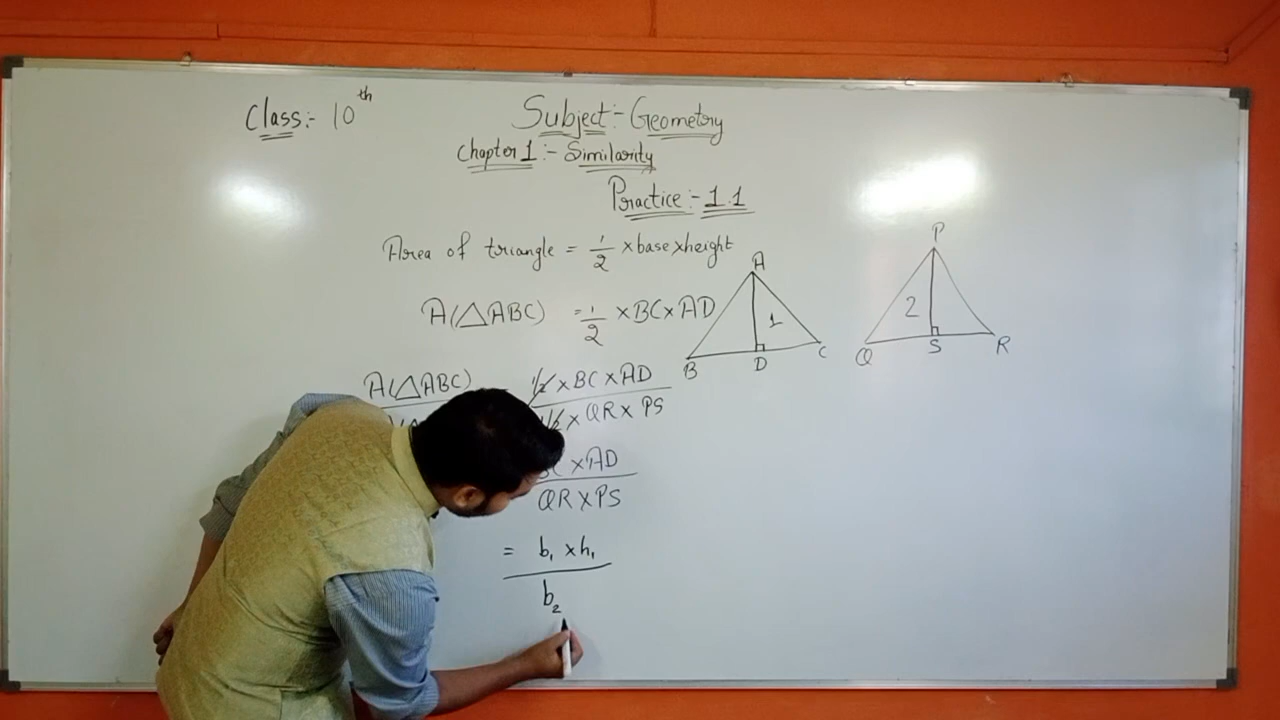 Class:- 10th
Subject:- Geometry
Chapter 1:- Similarity
Practice:- 1.1
Area of triangle = 1/2 × base × height
A(△ABC) = 1/2 × BC × AD
A(△ABC) 1/2 × BC × AD
1/2 × QR × PS
BC × AD
QR × PS
= b₁ × h₁
b₂
A
1
B D C
P
2
Q S R